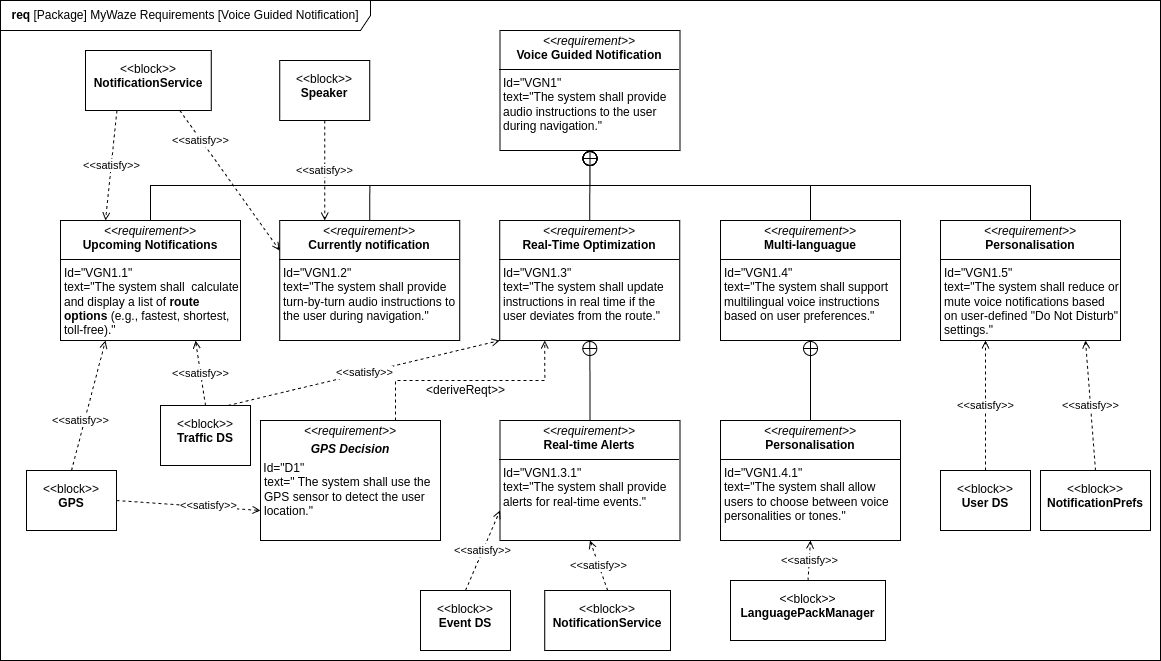 req [Package] MyWaze Requirements [Voice Guided Notification]
<<block>>
NotificationService
<<block>>
Speaker
<<requirement>>
Voice Guided Notification
Id="VGN1"
text="The system shall provide
audio instructions to the user
during navigation."
<<satisfy>>
<<satisfy>>
<<satisfy>>
<<requirement>>
Upcoming Notifications
Id="VGN1.1"
text="The system shall  calculate
and display a list of route
options (e.g., fastest, shortest,
toll-free)."
<<requirement>>
Currently notification
Id="VGN1.2"
text="The system shall provide
turn-by-turn audio instructions to
the user during navigation."
<<requirement>>
Real-Time Optimization
Id="VGN1.3"
text="The system shall update
instructions in real time if the
user deviates from the route."
<<requirement>>
Multi-languague
Id="VGN1.4"
text="The system shall support
multilingual voice instructions
based on user preferences."
<<requirement>>
Personalisation
Id="VGN1.5"
text="The system shall reduce or
mute voice notifications based
on user-defined "Do Not Disturb"
settings."
<<satisfy>>
<<satisfy>>
<deriveReqt>>
<<satisfy>>
<<satisfy>>
<<satisfy>>
<<block>>
Traffic DS
<<block>>
GPS
<<satisfy>>
<<requirement>>
GPS Decision
Id="D1"
text=" The system shall use the
GPS sensor to detect the user
location."
<<requirement>>
Real-time Alerts
Id="VGN1.3.1"
text="The system shall provide
alerts for real-time events."
<<requirement>>
Personalisation
Id="VGN1.4.1"
text="The system shall allow
users to choose between voice
personalities or tones."
<<block>>
User DS
<<block>>
NotificationPrefs
<<satisfy>>
<<satisfy>>
<<satisfy>>
<<block>>
Event DS
<<block>>
NotificationService
<<block>>
LanguagePackManager